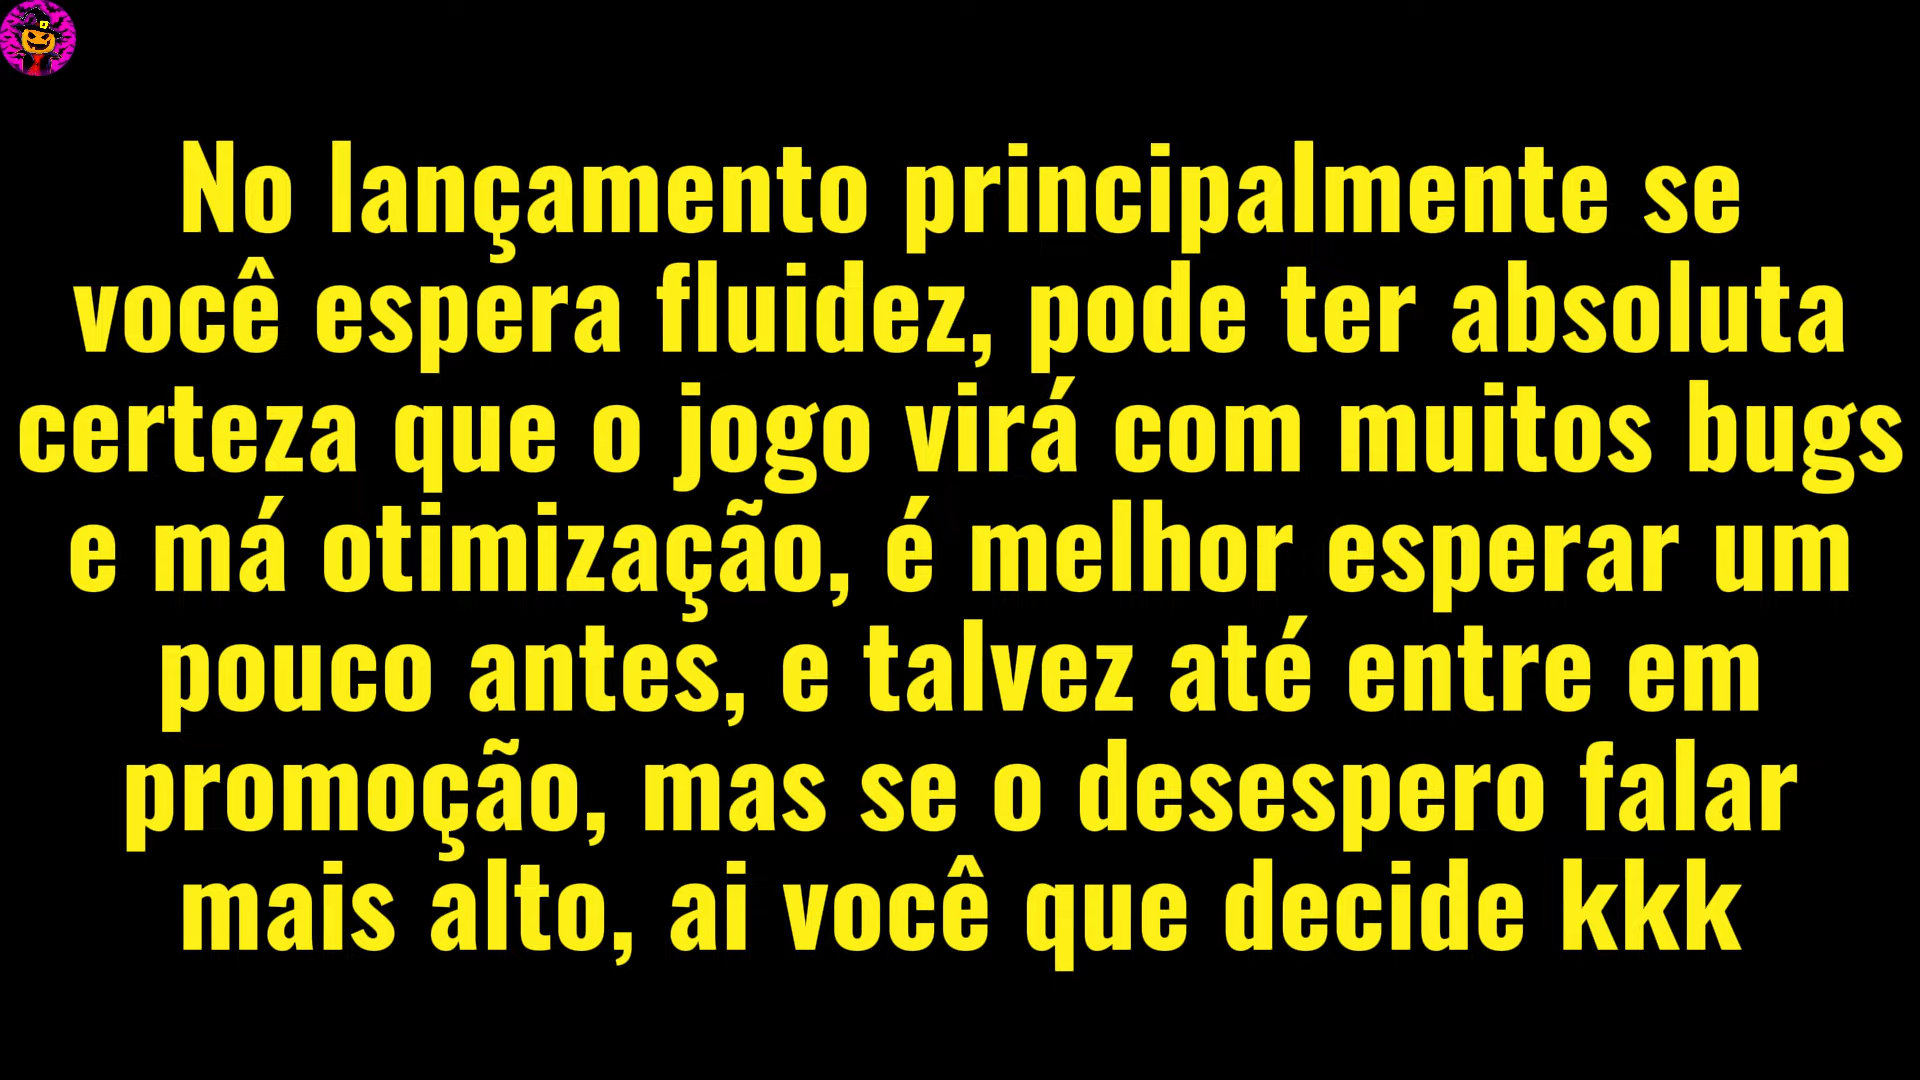 No lançamento principalmente se
você espera fluidez, pode ter absoluta
certeza que o jogo virá com muitos bugs
e má otimização, é melhor esperar um
pouco antes, e talvez até entre em
promoção, mas se o desespero falar
mais alto, ai você que decide kkk